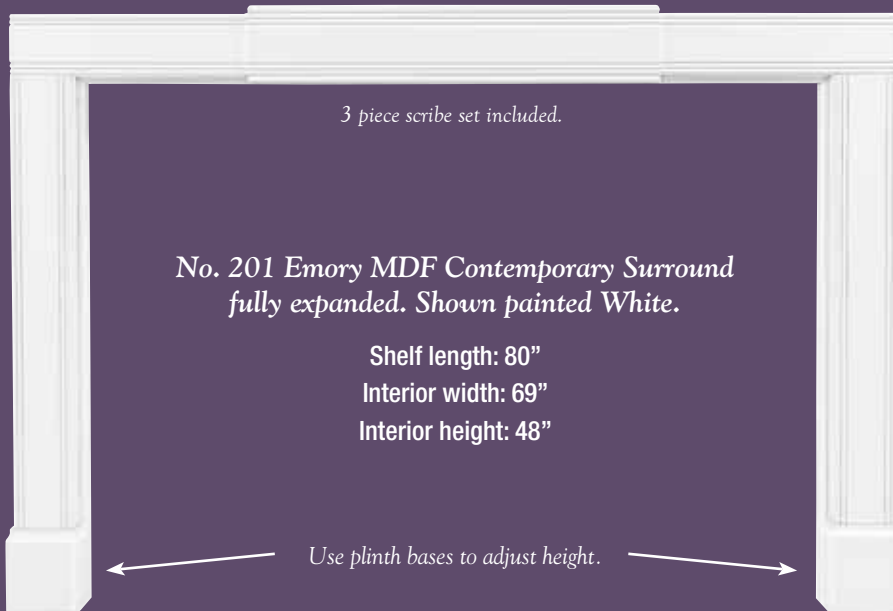 3 piece scribe set included.
No. 201 Emory MDF Contemporary Surround
fully expanded. Shown painted White.
Shelf length: 80”
Interior width: 69”
Interior height: 48”
Use plinth bases to adjust height.